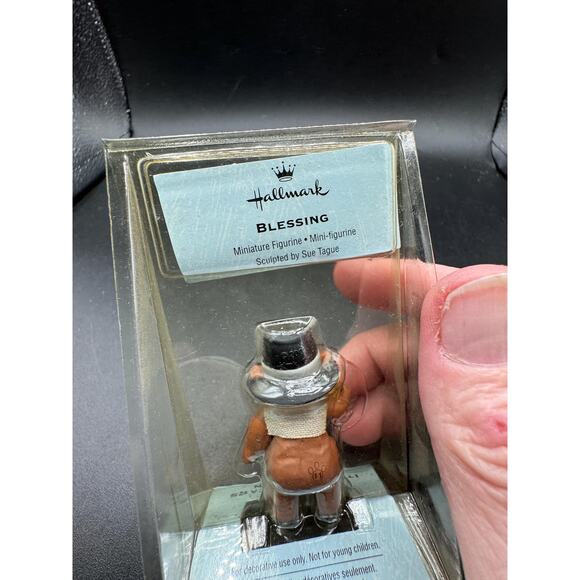 Hallmark
BLESSING
Miniature Figurine • Mini-figurine
Sculpted by Sue Tague
For decorative use only. Not for young children.
décoratives seulement.